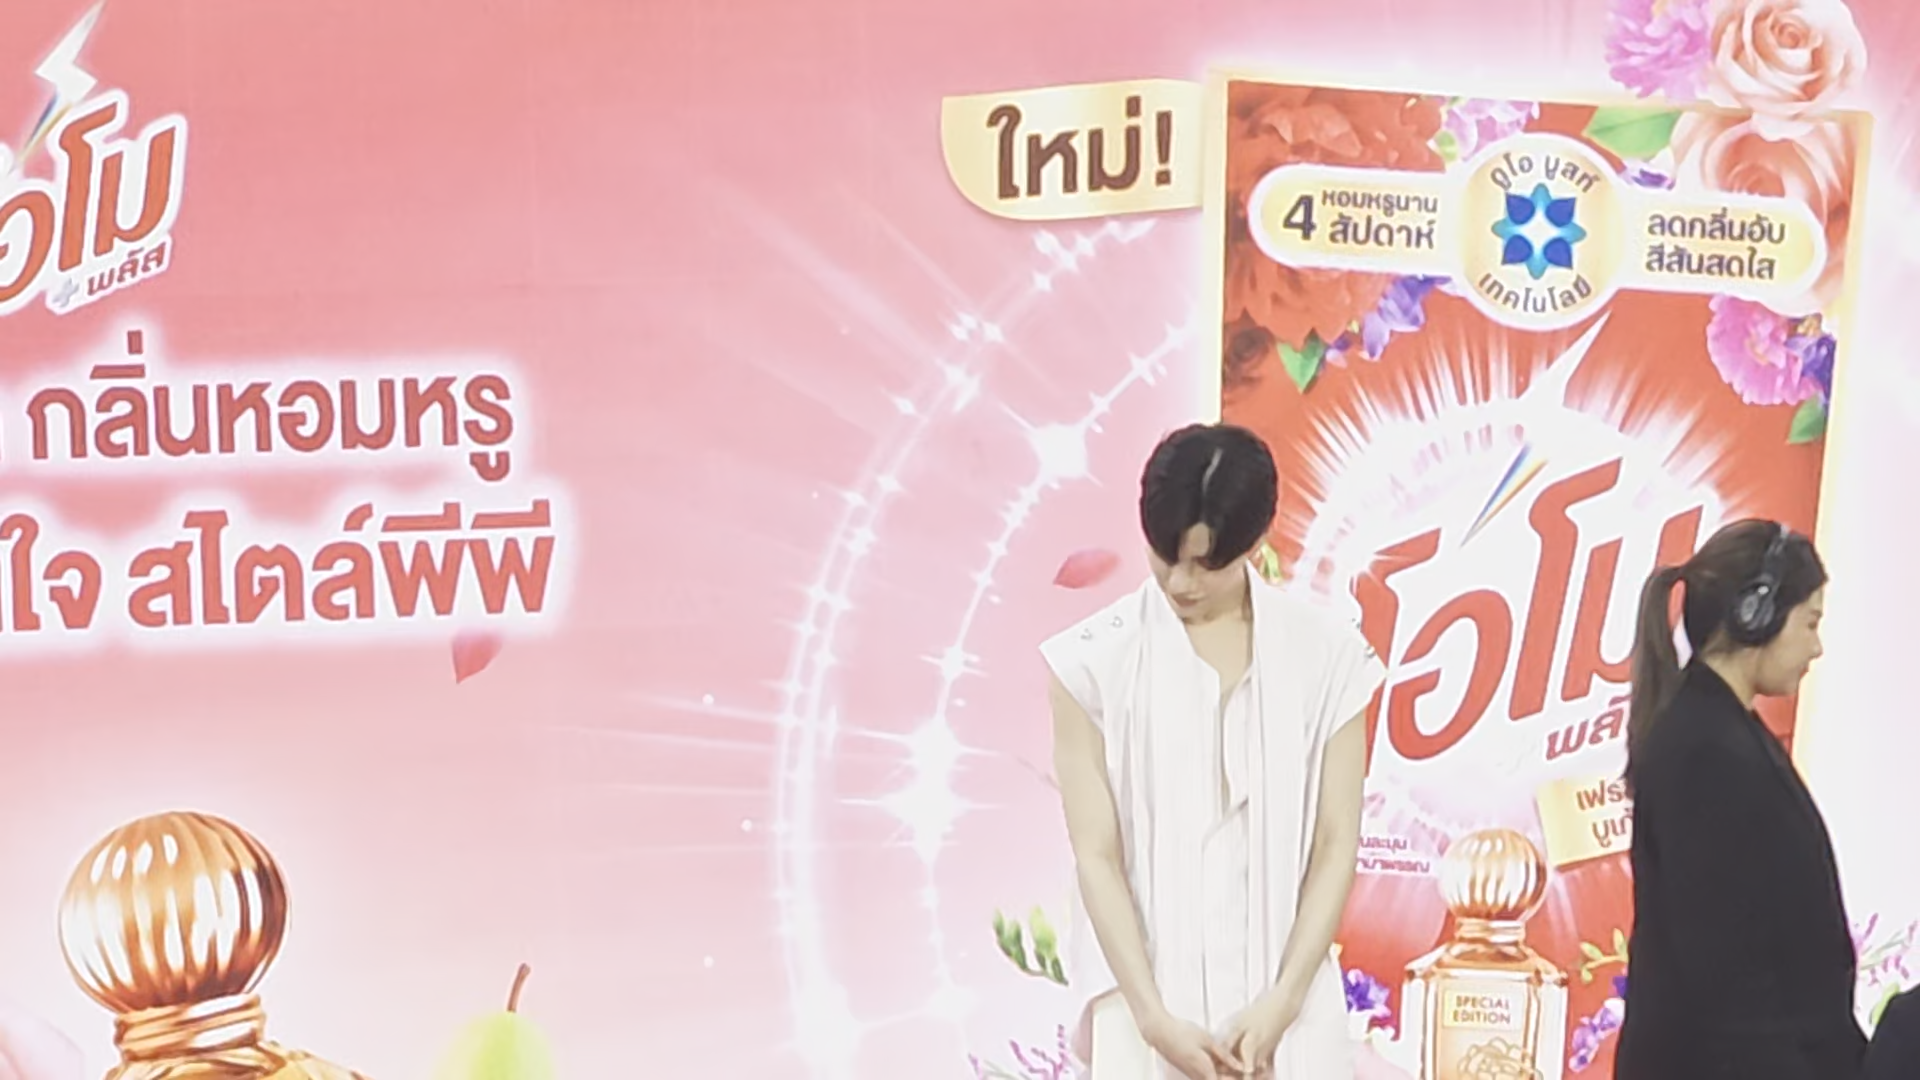 โอโม
+พลัส
กลิ่นหอมหรู
ใจ สไตล์พีพี
ใหม่!
4 หอมหรูนาน
สัปดาห์
ดูโอ บูสท์
เทคโนโลยี
ลดกลิ่นอับ
สีสันสดใส
โอโม
SPECIAL
EDITION